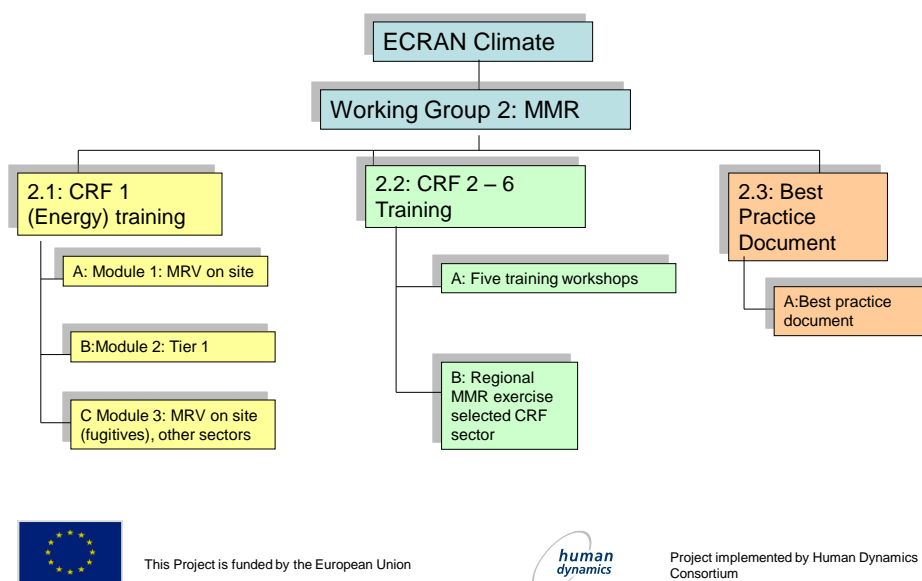 ECRAN Climate
Working Group 2: MMR
2.1: CRF 1
(Energy) training
A: Module 1: MRV on site
B:Module 2: Tier 1
C Module 3: MRV on site
(fugitives), other sectors
2.2: CRF 2 – 6
Training
A: Five training workshops
B: Regional
MMR exercise
selected CRF
sector
2.3: Best
Practice
Document
A:Best practice
document
This Project is funded by the European Union
human
dynamics
Project implemented by Human Dynamics
Consortium